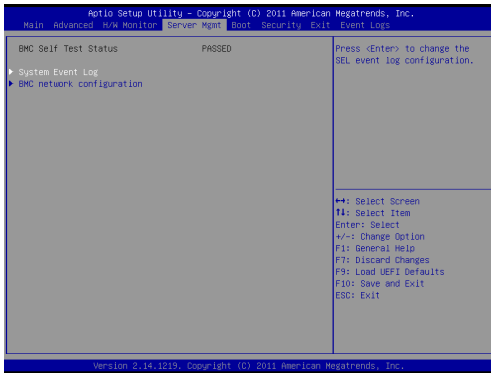 Aptio Setup Utility – Copyright (C) 2011 American Megatrends, Inc.
Main Advanced H/W Monitor Server Mgmt Boot Security Exit Event Logs
BMC Self Test Status PASSED
System Event Log
BMC network configuration
Press <Enter> to change the
SEL event log configuration.
→←: Select Screen
↑↓: Select Item
Enter: Select
+/-: Change Option
F1: General Help
F7: Discard Changes
F9: Load UEFI Defaults
F10: Save and Exit
ESC: Exit
Version 2.14.1219. Copyright (C) 2011 American Megatrends, Inc.